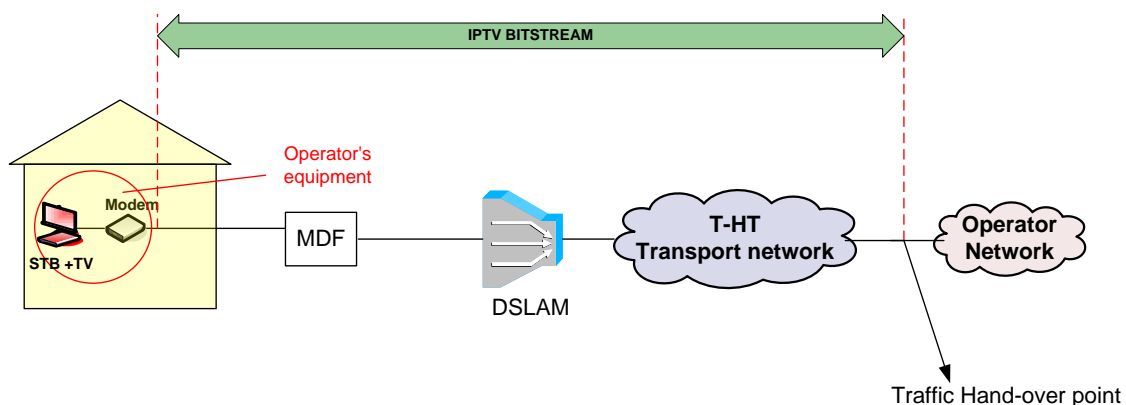 IPTV BITSTREAM
Operator's
equipment
Modem
STB +TV
MDF
DSLAM
T-HT
Transport network
Operator
Network
Traffic Hand-over point